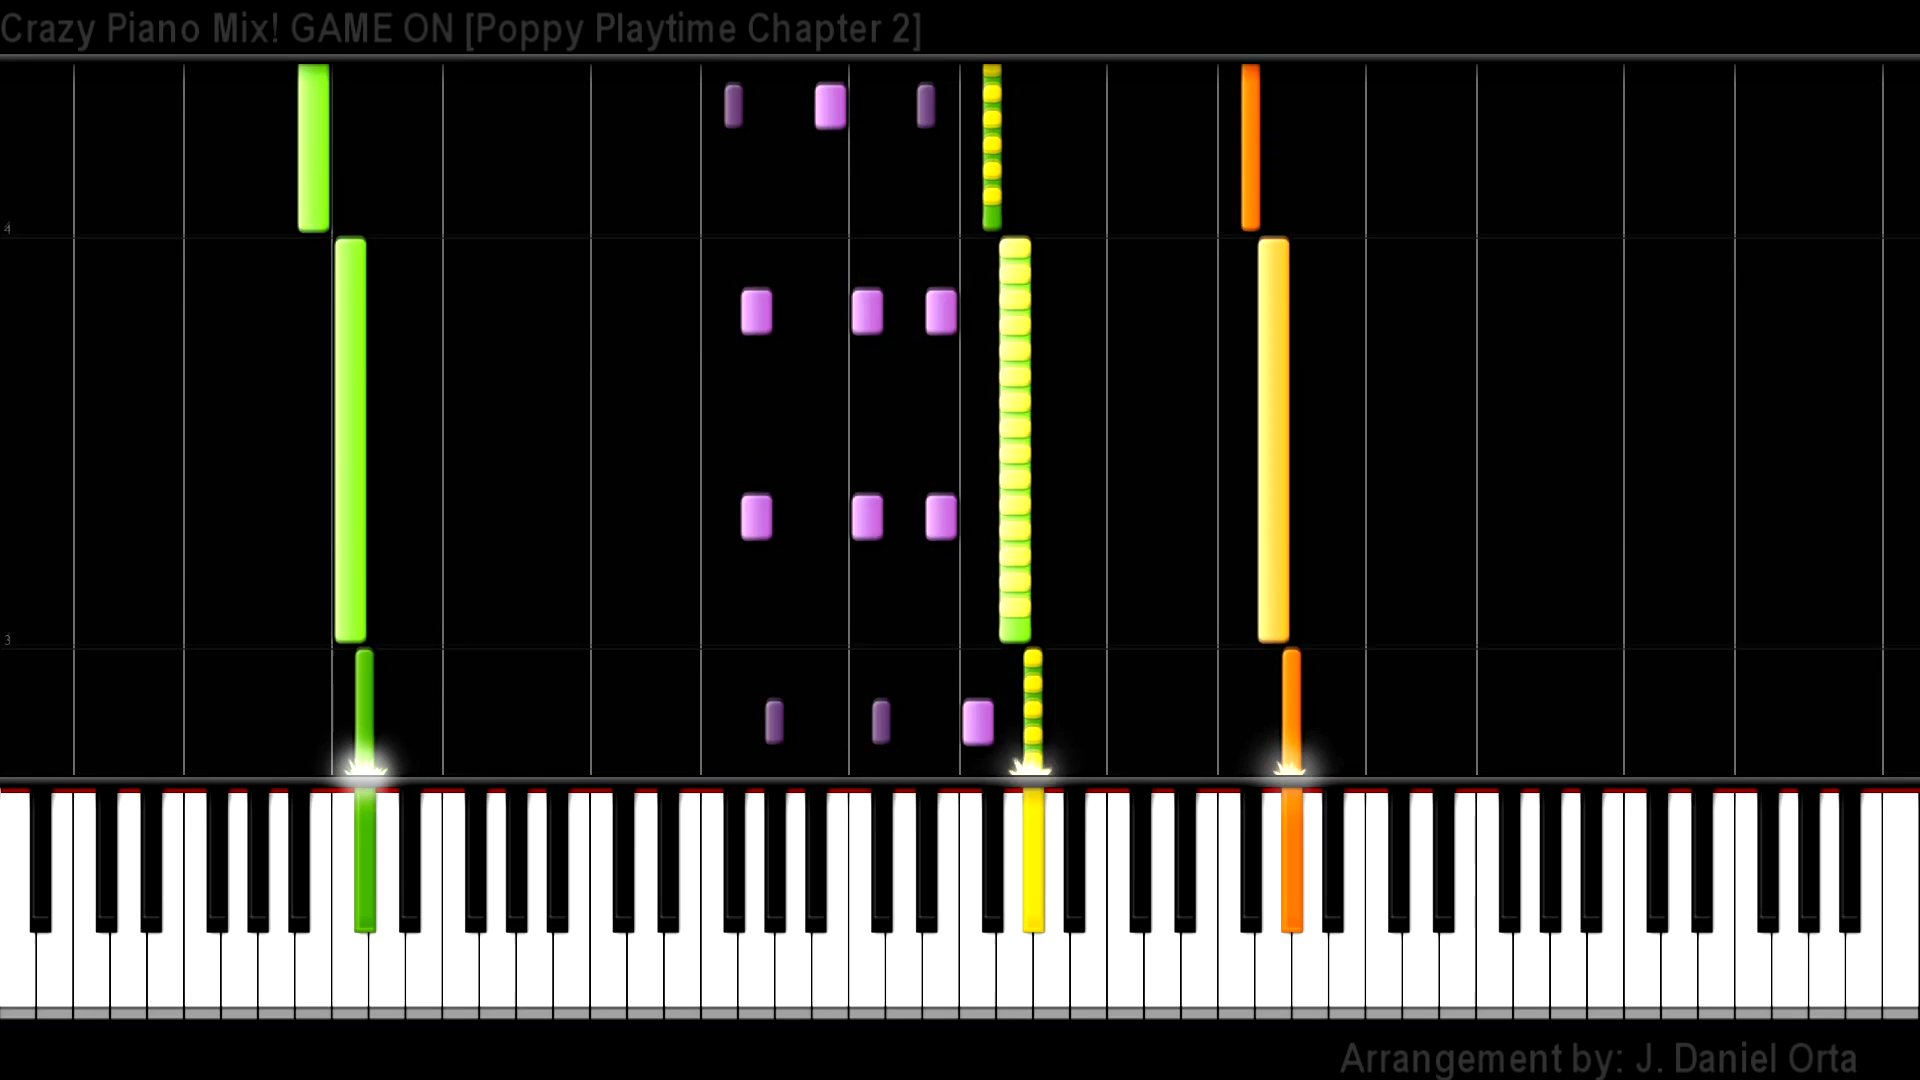 Crazy Piano Mix! GAME ON [Poppy Playtime Chapter 2]
4
3
Arrangement by: J. Daniel Orta